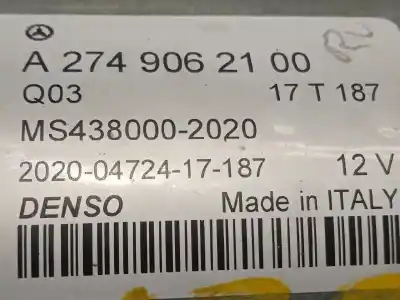 A 274 906 21 00
Q03 17 T 187
MS438000-2020
2020-04724-17-187 12 V
DENSO Made in ITALY